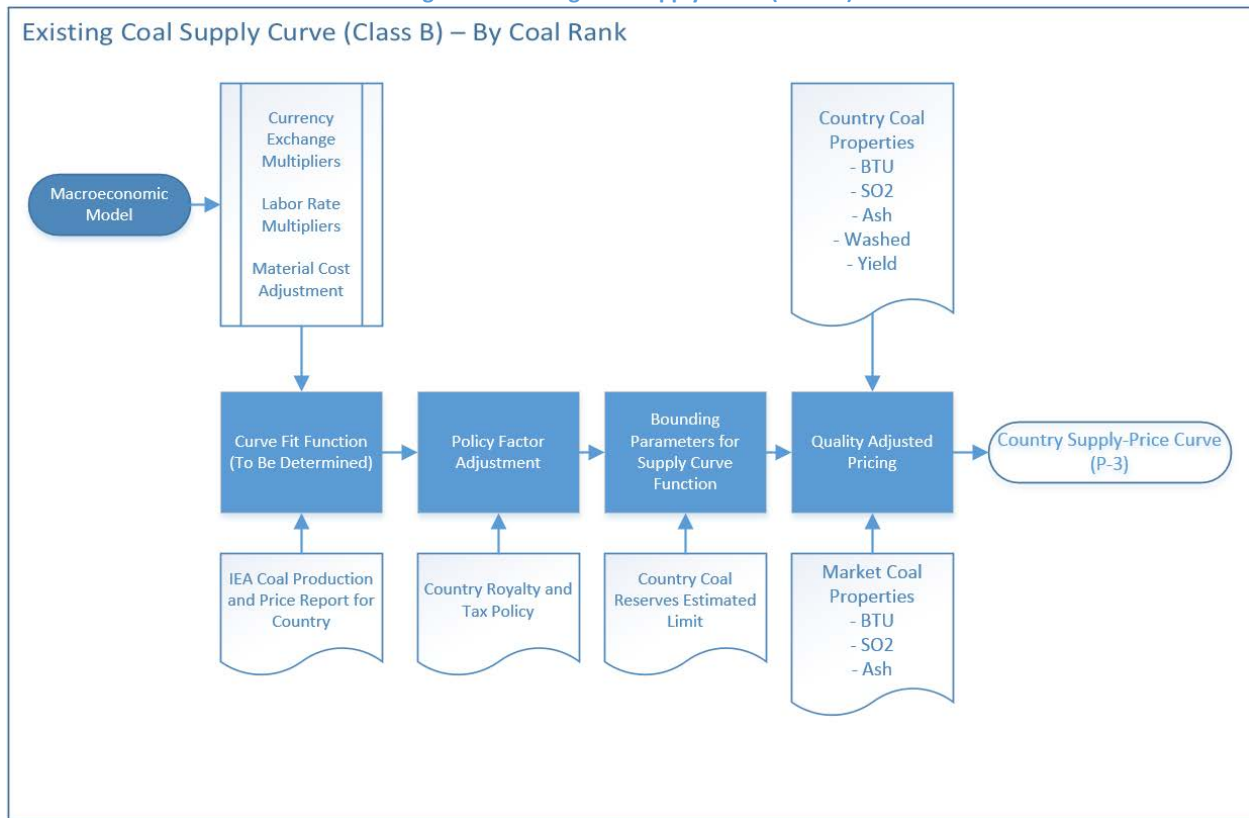 Existing Coal Supply Curve (Class B) – By Coal Rank
Currency
Exchange
Multipliers
Labor Rate
Multipliers
Material Cost
Adjustment
Country Coal
Properties
- BTU
- SO2
- Ash
- Washed
- Yield
Macroeconomic
Model
Curve Fit Function
(To Be Determined)
Policy Factor
Adjustment
Bounding
Parameters for
Supply Curve
Function
Quality Adjusted
Pricing
Country Supply-Price Curve
(P-3)
IEA Coal Production
and Price Report for
Country
Country Royalty and
Tax Policy
Country Coal
Reserves Estimated
Limit
Market Coal
Properties
- BTU
- SO2
- Ash